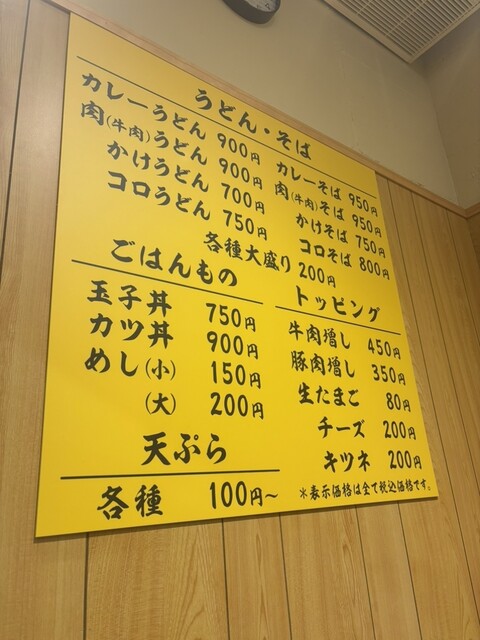 うどん・そば
カレーうどん 900円
肉(牛肉)うどん 900円
かけうどん 700円
コロうどん 750円
カレーそば 950円
肉(牛肉)そば 950円
かけそば 750円
コロそば 800円
各種大盛り 200円
ごはんもの
玉子丼 750円
カツ丼 900円
めし(小) 150円
(大) 200円
天ぷら
各種 100円～
トッピング
牛肉増し 450円
豚肉増し 350円
生たまご 80円
チーズ 200円
キツネ 200円
＊表示価格は全て税込価格です。